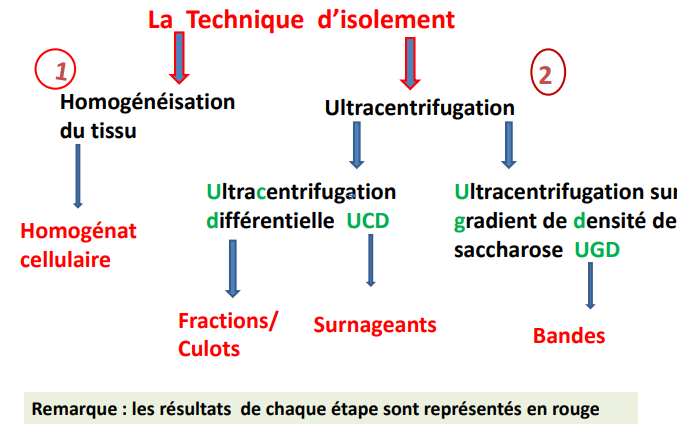 La Technique d'isolement
1
2
Homogénéisation
du tissu
Ultracentrifugation
Homogénat
cellulaire
Ultracentrifugation
différentielle UCD
Ultracentrifugation sur
gradient de densité de
saccharose UGD
Fractions/
Culots
Surnageants
Bandes
Remarque : les résultats de chaque étape sont représentés en rouge